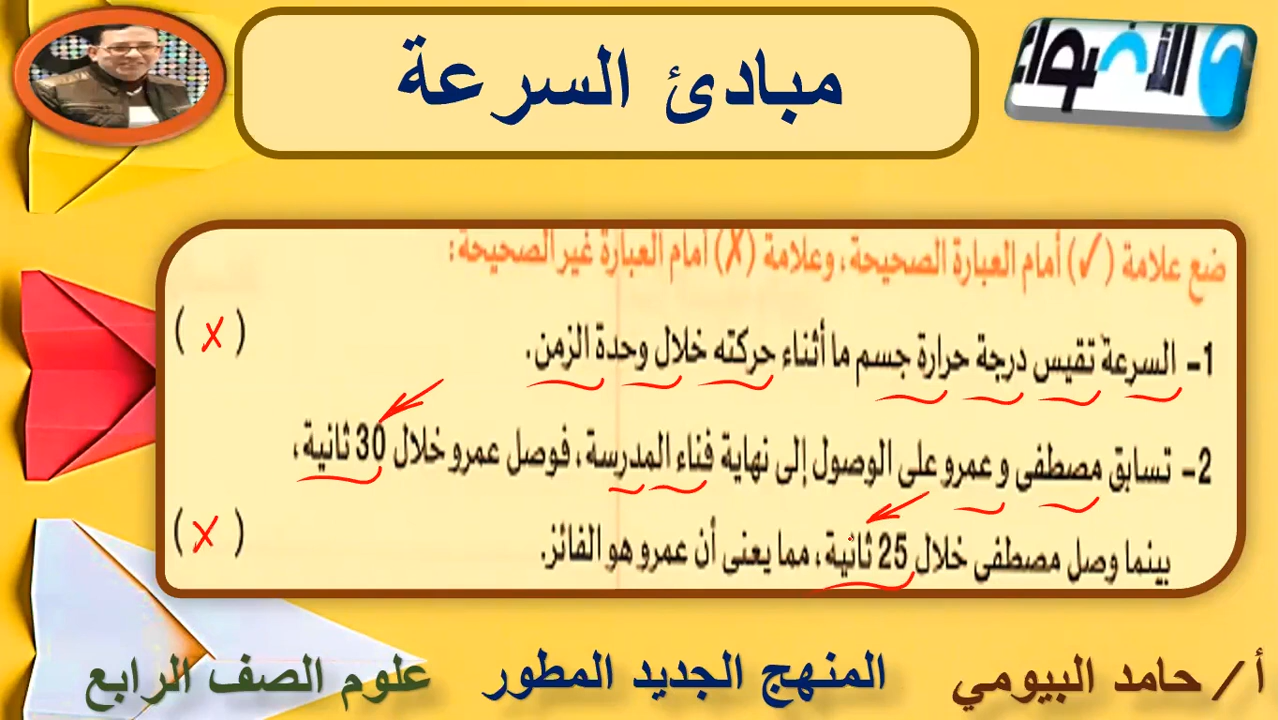 الأضواء
مبادئ السرعة
ضع علامة (✓) أمام العبارة الصحيحة، وعلامة (✗) أمام العبارة غير الصحيحة:
1- السرعة تقيس درجة حرارة جسم ما أثناء حركته خلال وحدة الزمن. (✗)
2- تسابق مصطفى و عمرو على الوصول إلى نهاية فناء المدرسة، فوصل عمرو خلال 30 ثانية،
بينما وصل مصطفى خلال 25 ثانية، مما يعنى أن عمرو هو الفائز. (✗)
أ/ حامد البيومي
المنهج الجديد المطور
علوم الصف الرابع